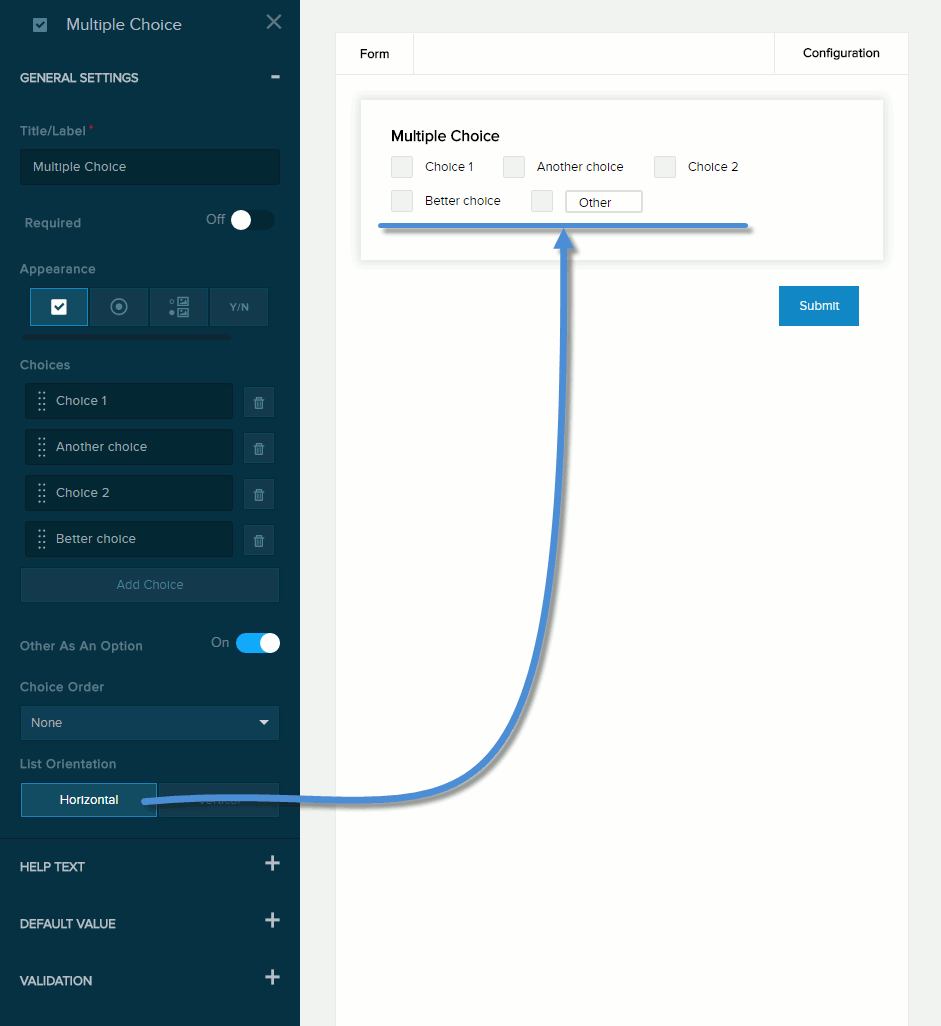 Multiple Choice
GENERAL SETTINGS
Title/Label *
Multiple Choice
Required
Off
Appearance
Y/N
Choices
Choice 1
Another choice
Choice 2
Better choice
Add Choice
Other As An Option
On
Choice Order
None
List Orientation
Horizontal
HELP TEXT
DEFAULT VALUE
VALIDATION
Form
Configuration
Multiple Choice
Choice 1 Another choice Choice 2
Better choice Other
Submit